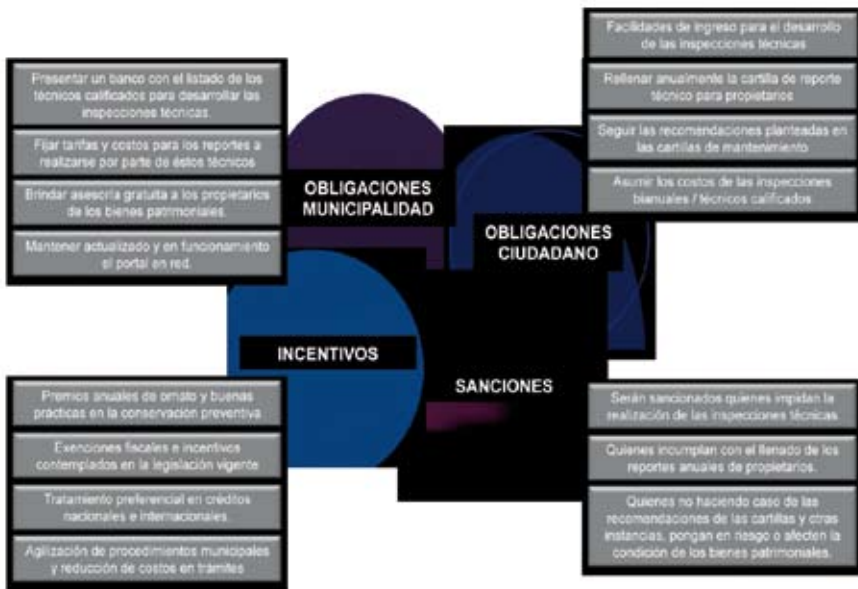 Presentar un banco con el listado de los
técnicos calificados para desarrollar las
inspecciones técnicas.
Fijar tarifas y costos para los reportes a
realizarse por parte de éstos técnicos
Brindar asesoría gratuita a los propietarios
de los bienes patrimoniales.
Mantener actualizado y en funcionamiento
el portal en red.
OBLIGACIONES
MUNICIPALIDAD
Facilidades de ingreso para el desarrollo
de las inspecciones técnicas
Rellenar anualmente la cartilla de reporte
técnico para propietarios
Seguir las recomendaciones planteadas en
las cartillas de mantenimiento
Asumir los costos de las inspecciones
bianuales / técnicos calificados
OBLIGACIONES
CIUDADANO
INCENTIVOS
Premios anuales de ornato y buenas
prácticas en la conservación preventiva
Exenciones fiscales e incentivos
contemplados en la legislación vigente
Tratamiento preferencial en créditos
nacionales e internacionales.
Agilización de procedimientos municipales
y reducción de costos en trámites
SANCIONES
Serán sancionados quienes impidan la
realización de las inspecciones técnicas
Quienes incumplan con el llenado de los
reportes anuales de propietarios.
Quienes no haciendo caso de las
recomendaciones de las cartillas y otras
instancias, pongan en riesgo o afecten la
condición de los bienes patrimoniales.